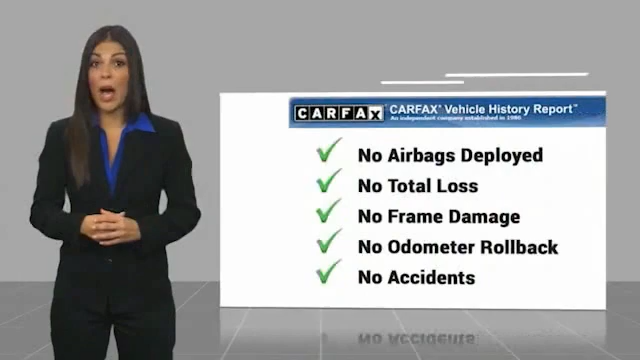 CARFAX CARFAX® Vehicle History Report™
An independent company established in 1986
No Airbags Deployed
No Total Loss
No Frame Damage
No Odometer Rollback
No Accidents